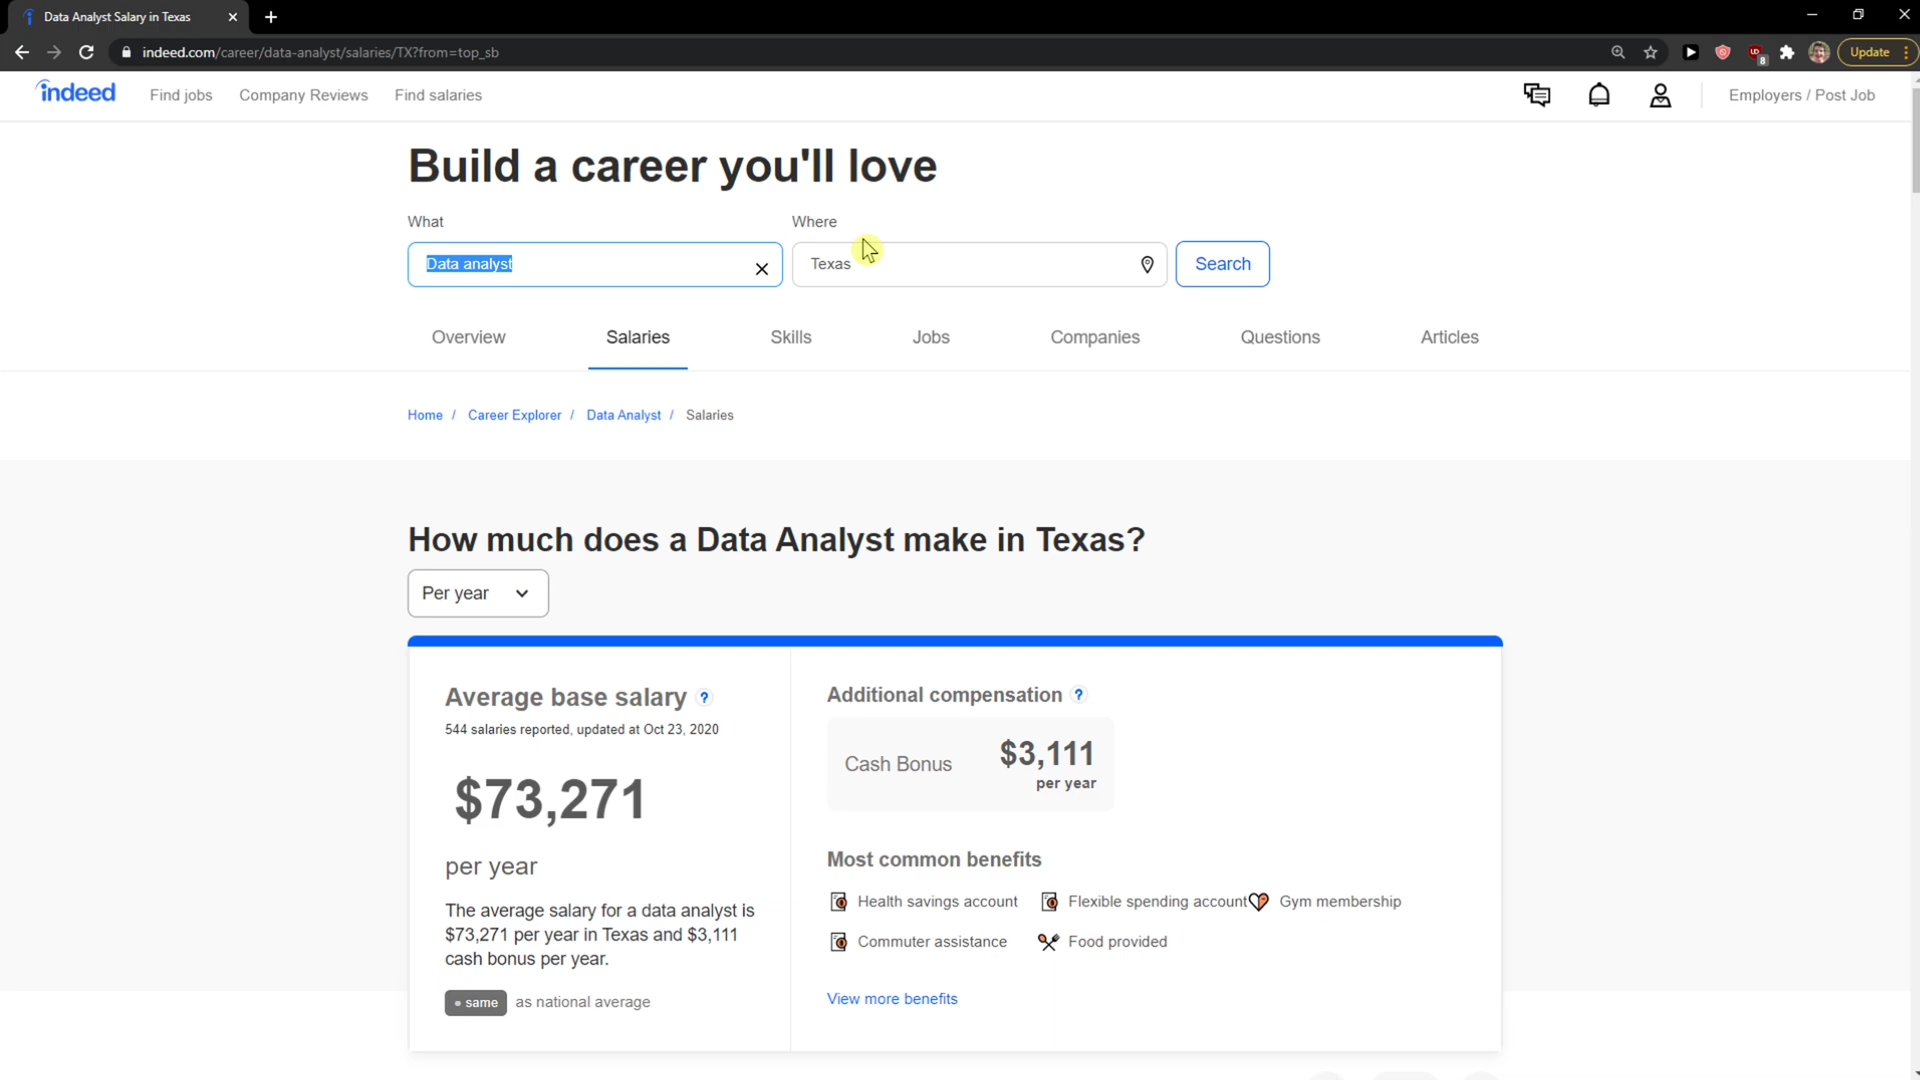 Data Analyst Salary in Texas
indeed.com/career/data-analyst/salaries/TX?from=top_sb
UD
8
Update
indeed
Find jobs
Company Reviews
Find salaries
Employers / Post Job
Build a career you'll love
What
Where
Data analyst
Texas
Search
Overview
Salaries
Skills
Jobs
Companies
Questions
Articles
Home / Career Explorer / Data Analyst / Salaries
How much does a Data Analyst make in Texas?
Per year
Average base salary ?
544 salaries reported, updated at Oct 23, 2020
$73,271
per year
The average salary for a data analyst is
$73,271 per year in Texas and $3,111
cash bonus per year.
same as national average
Additional compensation ?
Cash Bonus
$3,111
per year
Most common benefits
Health savings account
Flexible spending account
Gym membership
Commuter assistance
Food provided
View more benefits